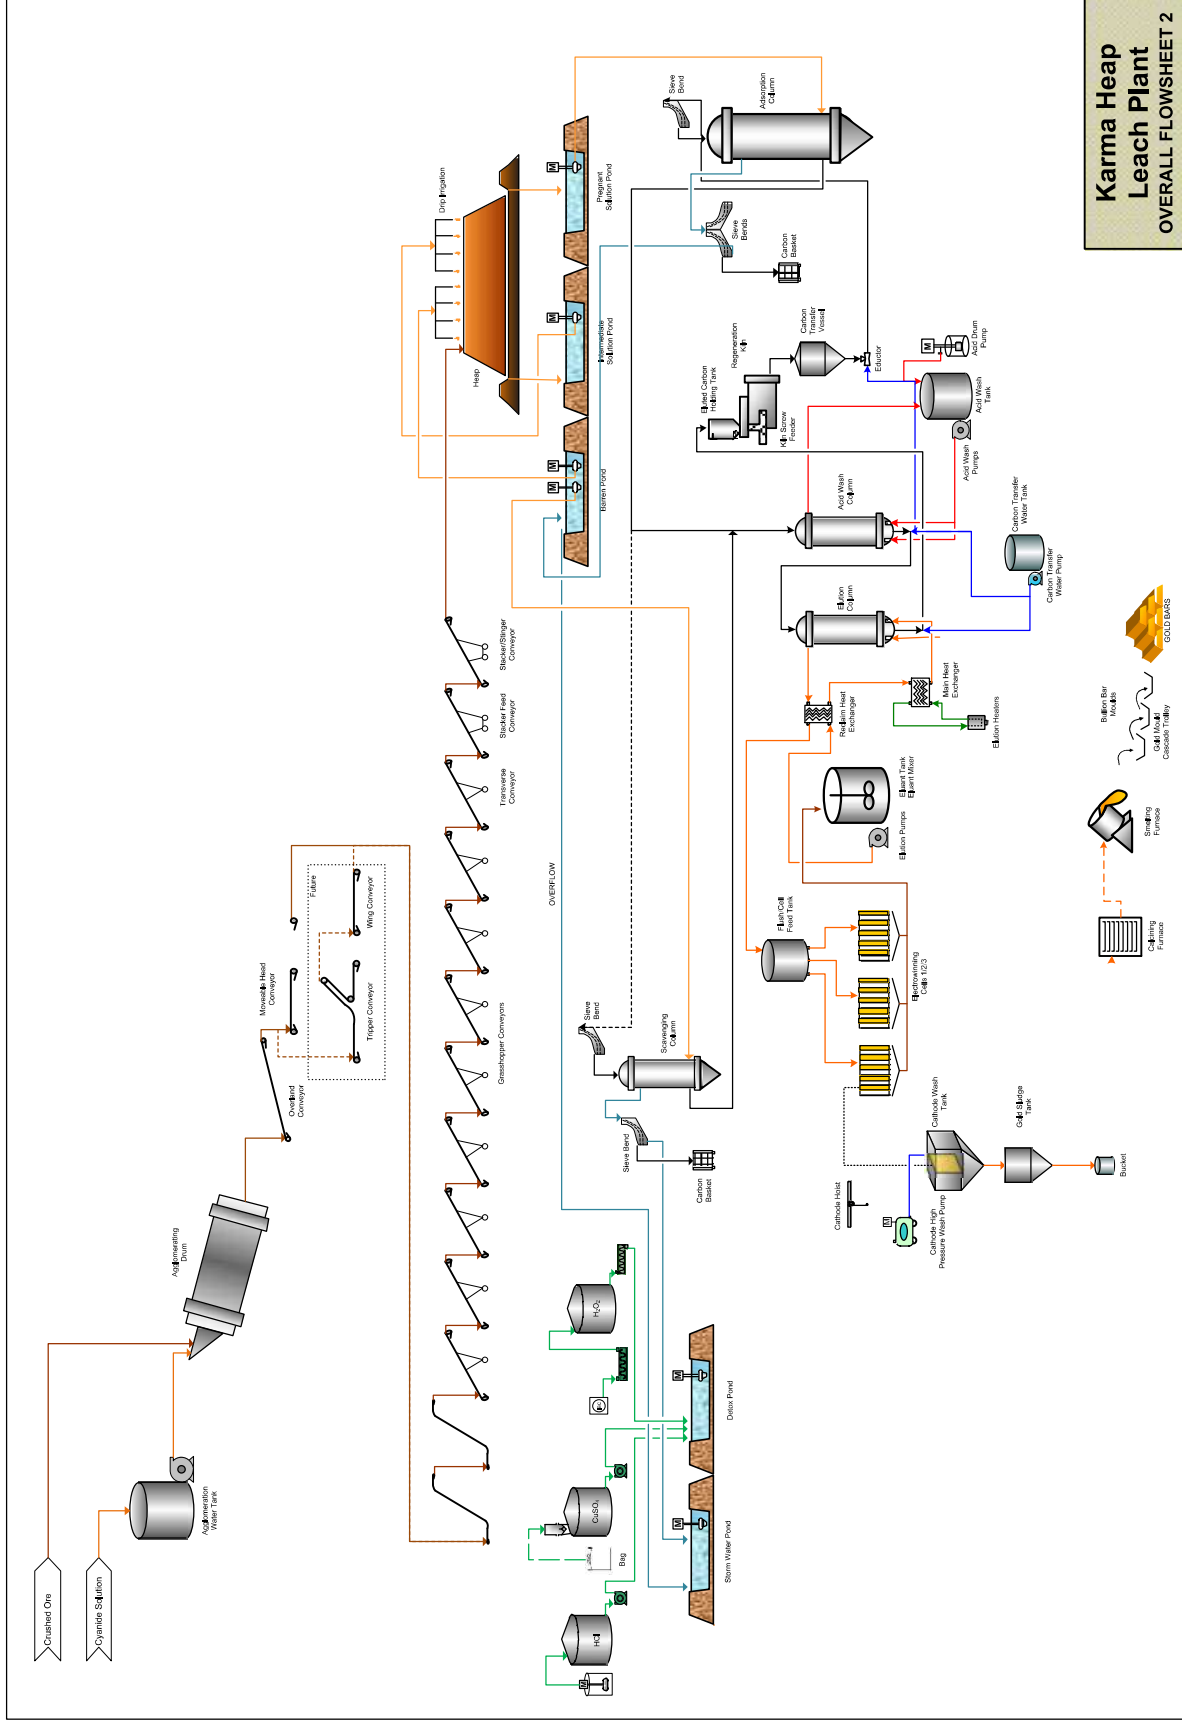 Karma Heap
Leach Plant
OVERALL FLOWSHEET 2
Crushed Ore
Cyanide Solution
Agglomeration
Water Tank
Agglomerating
Drum
Overland
Conveyor
Moveable Head
Conveyor
Future
Tripper Conveyor
Wing Conveyor
Grasshopper Conveyors
Transverse
Conveyor
Stacker Feed
Conveyor
Stacker/Slinger
Conveyor
Drip Irrigation
Heap
Barren Pond
Intermediate
Solution Pond
Pregnant
Solution Pond
M
M
M
M
OVERFLOW
Sieve
Bend
Adsorption
Column
Sieve
Bends
Carbon
Basket
Carbon
Transfer
Vessel
Eductor
Regeneration
Kiln
Eluted Carbon
Holding Tank
Kiln Screw
Feeder
M
Acid Drum
Pump
Acid Wash
Tank
Acid Wash
Pumps
Acid Wash
Column
Carbon Transfer
Water Tank
Carbon Transfer
Water Pump
Elution
Column
Reclaim Heat
Exchanger
Main Heat
Exchanger
Elution Heaters
Eluant Tank
Eluant Mixer
Elution Pumps
Flush/Cell
Feed Tank
Electrowinning
Cells 1/2/3
Sieve
Bend
Scavenging
Column
Sieve Bend
Carbon
Basket
Cathode Hoist
M
Cathode High
Pressure Wash Pump
Cathode Wash
Tank
Gold Sludge
Tank
Bucket
Calcining
Furnace
Smelting
Furnace
Bullion Bar
Moulds
Gold Mould
Cascade Trolley
GOLD BARS
HCl
M
Bag
CuSO₄
H₂O₂
Storm Water Pond
M
Detox Pond
M